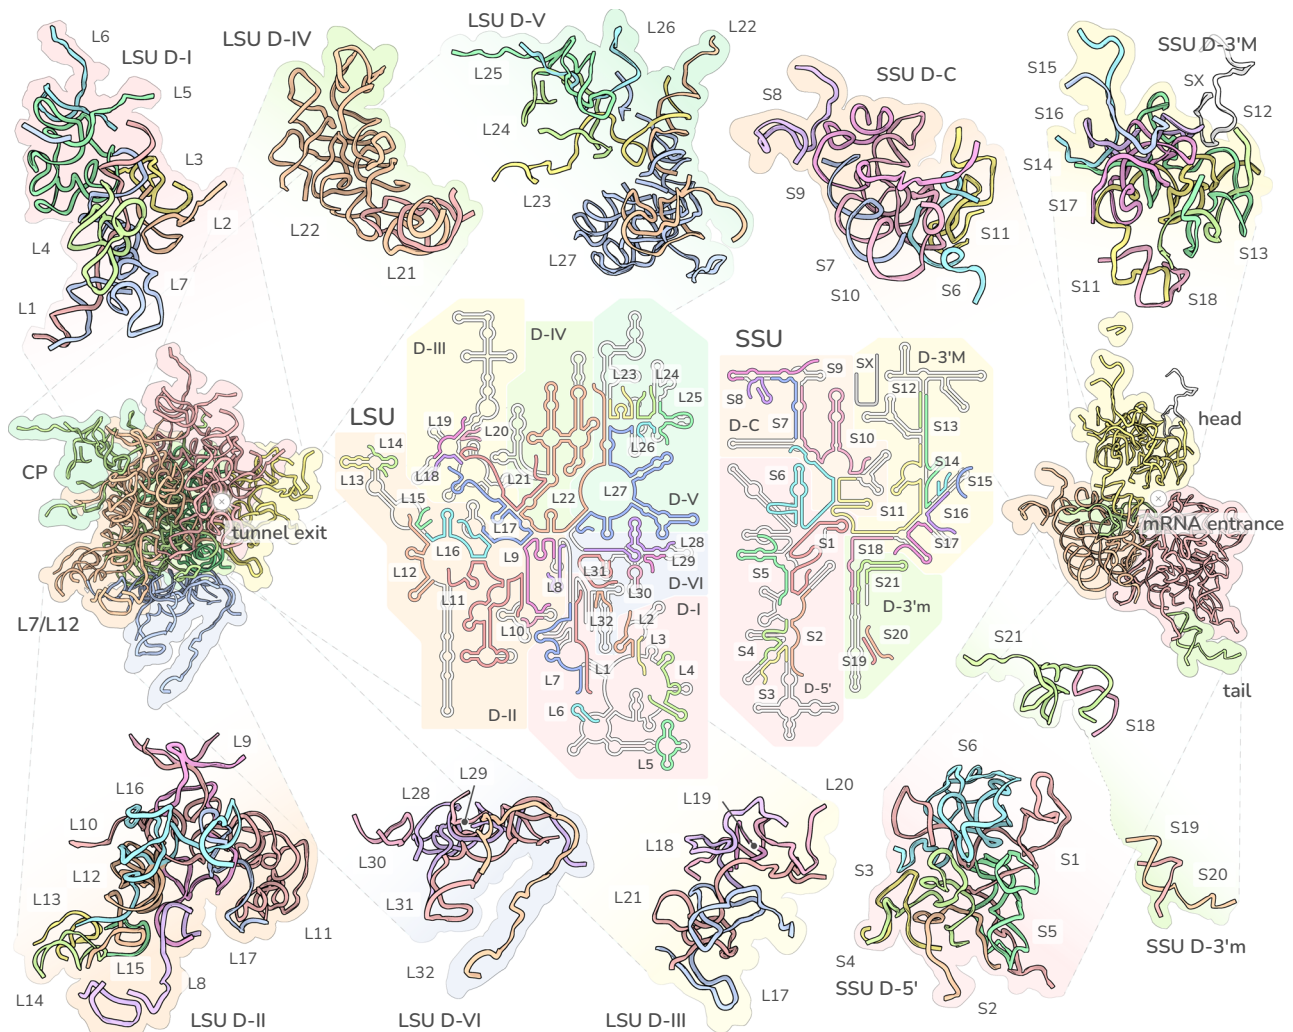 LSU D-I
L6
L5
L3
L2
L4
L7
L1
LSU D-IV
L22
L21
LSU D-V
L26
L22
L25
L24
L23
L27
SSU D-C
S8
S9
S7
S10
S11
S6
SSU D-3'M
S15
SX
S12
S16
S14
S17
S11
S13
S18
CP
tunnel exit
L7/L12
LSU
D-III
D-IV
L23
L24
L25
L26
L19
L20
L14
L13
L18
L21
L15
L22
L27
L17
D-V
L16
L9
L28
L29
L12
L8
L31
D-VI
L11
L30
D-I
L10
L32
L2
L3
L1
L4
L7
L6
D-II
L5
SSU
S9
SX
D-3'M
S8
S12
S7
D-C
S10
S13
S6
S14
S15
S11
S16
S1
S18
S17
S5
S21
D-3'm
S4
S2
S20
S19
S3
D-5'
head
mRNA entrance
tail
L9
L16
L10
L12
L13
L11
L15
L17
L14
L8
LSU D-II
L29
L28
L30
L31
L32
LSU D-VI
L20
L19
L18
L21
L17
LSU D-III
S6
S3
S1
S4
S5
S2
SSU D-5'
S21
S18
S19
S20
SSU D-3'm